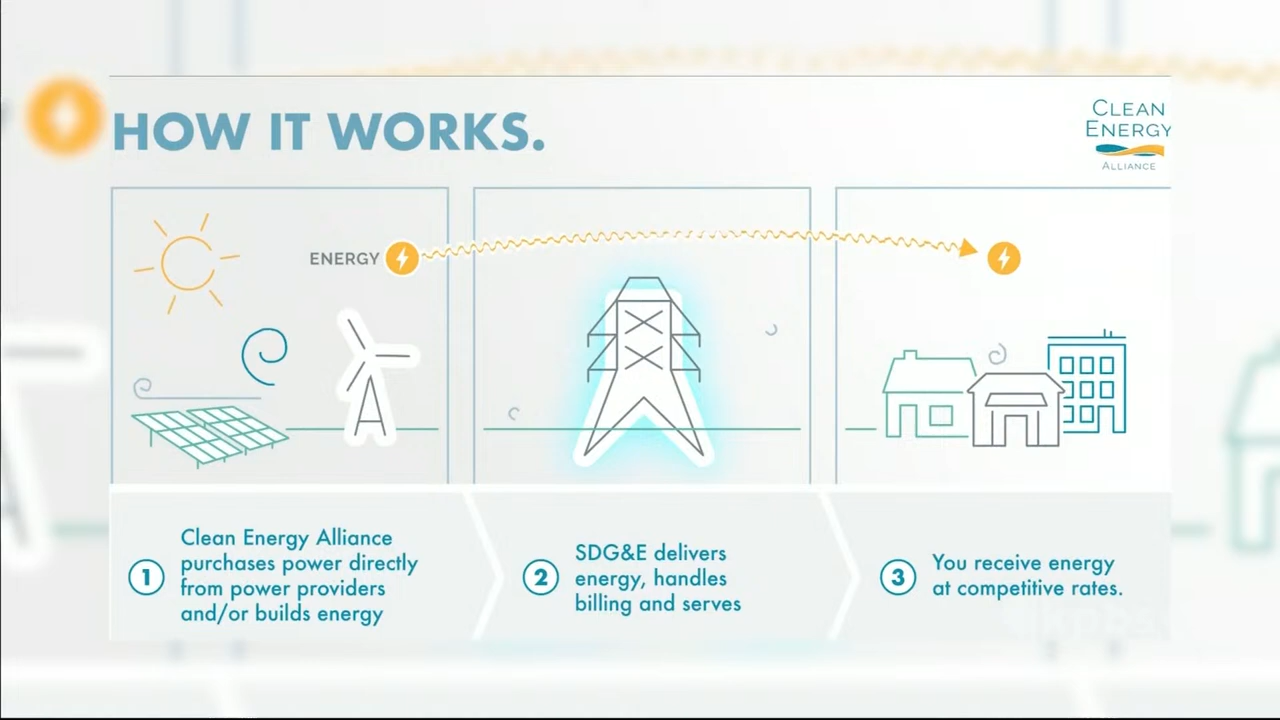 HOW IT WORKS.
CLEAN
ENERGY
ALLIANCE
ENERGY
1
Clean Energy Alliance
purchases power directly
from power providers
and/or builds energy
2
SDG&E delivers
energy, handles
billing and serves
3
You receive energy
at competitive rates.